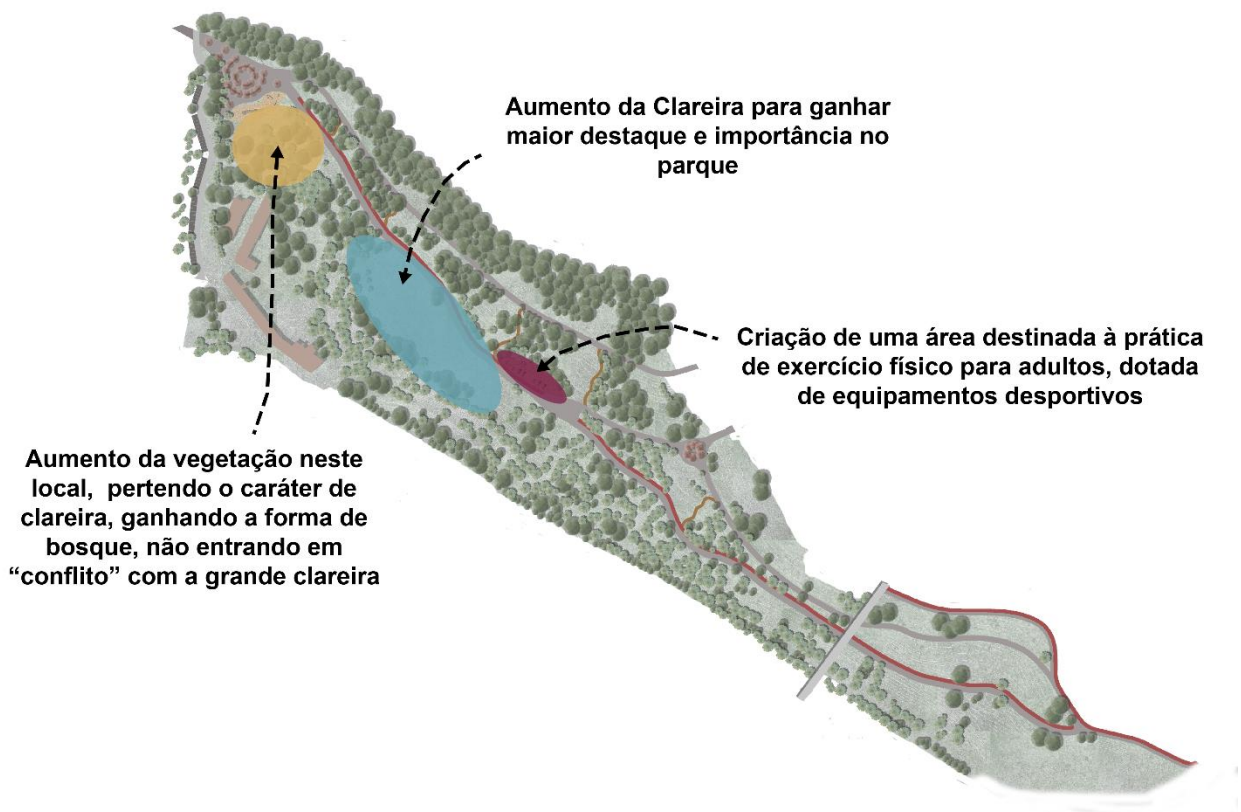 Aumento da Clareira para ganhar
maior destaque e importância no
parque
Criação de uma área destinada à prática
de exercício físico para adultos, dotada
de equipamentos desportivos
Aumento da vegetação neste
local,  pertendo o caráter de
clareira, ganhando a forma de
bosque, não entrando em
“conflito” com a grande clareira